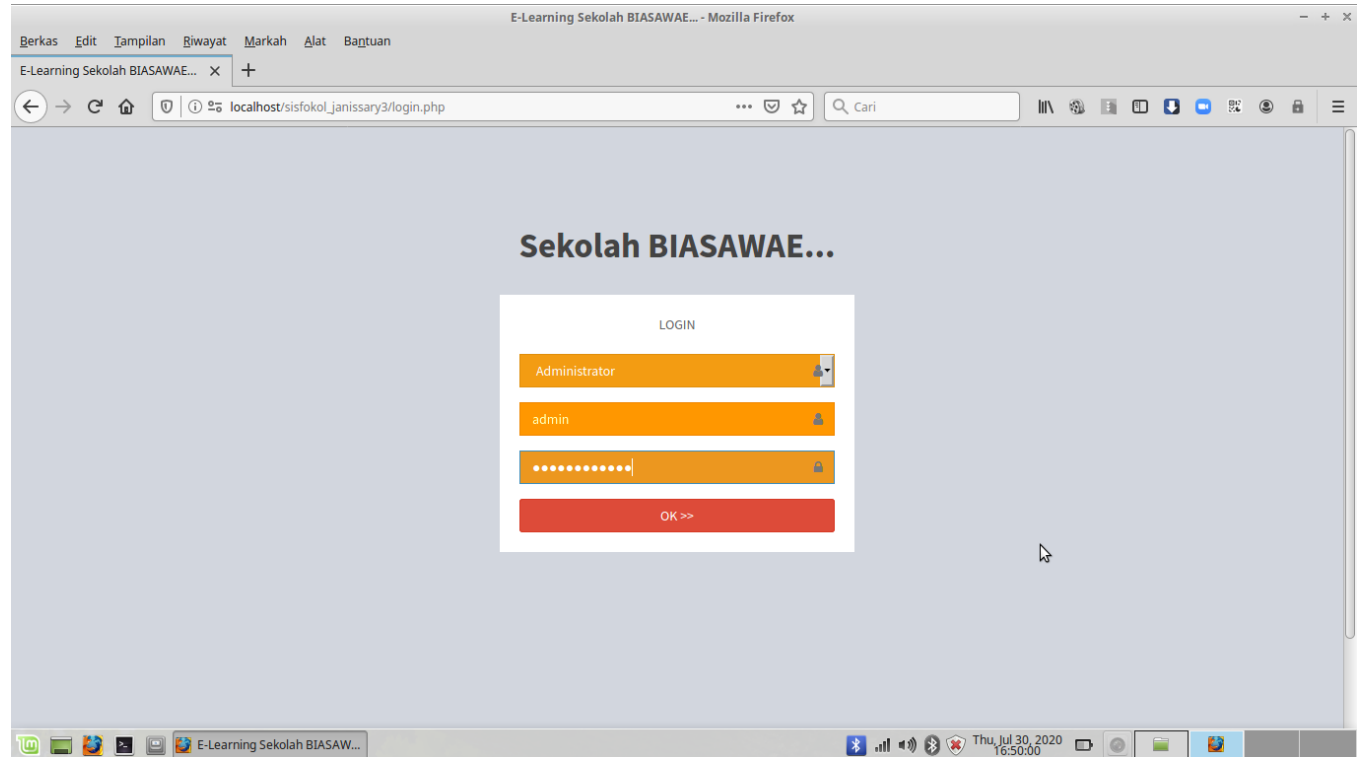 E-Learning Sekolah BIASAWAE... - Mozilla Firefox
Berkas Edit Tampilan Riwayat Markah Alat Bantuan
E-Learning Sekolah BIASAWAE...
localhost/sisfokol_janissary3/login.php
Cari
Sekolah BIASAWAE...
LOGIN
Administrator
admin
OK >>
E-Learning Sekolah BIASAW...
Thu, Jul 30, 2020
16:50:00